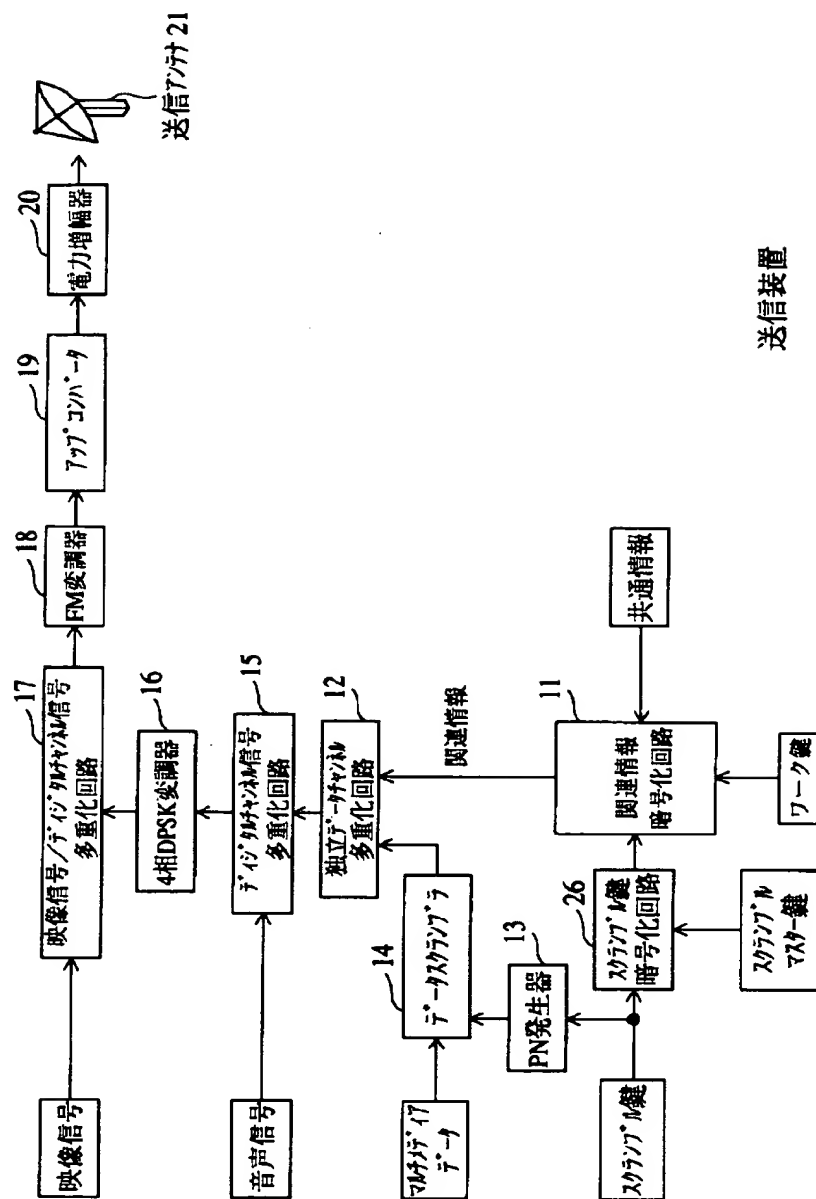 映像信号
17
映像信号/ディジタルチャンネル信号
多重化回路
18
FM変調器
19
アップコンバータ
20
電力増幅器
送信アンテナ 21
16
4相DPSK変調器
音声信号
15
ディジタルチャンネル信号
多重化回路
12
独立データチャンネル
多重化回路
関連情報
マルチメディア
データ
14
データスクランブラ
13
PN発生器
スクランブル鍵
26
スクランブル鍵
暗号化回路
スクランブル
マスター鍵
11
関連情報
暗号化回路
ワーク鍵
共通情報
送信装置